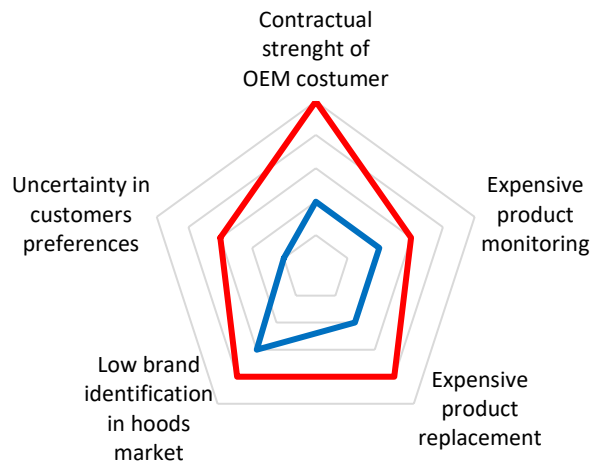 Contractual
strenght of
OEM costumer
Uncertainty in
customers
preferences
Expensive
product
monitoring
Low brand
identification
in hoods
market
Expensive
product
replacement